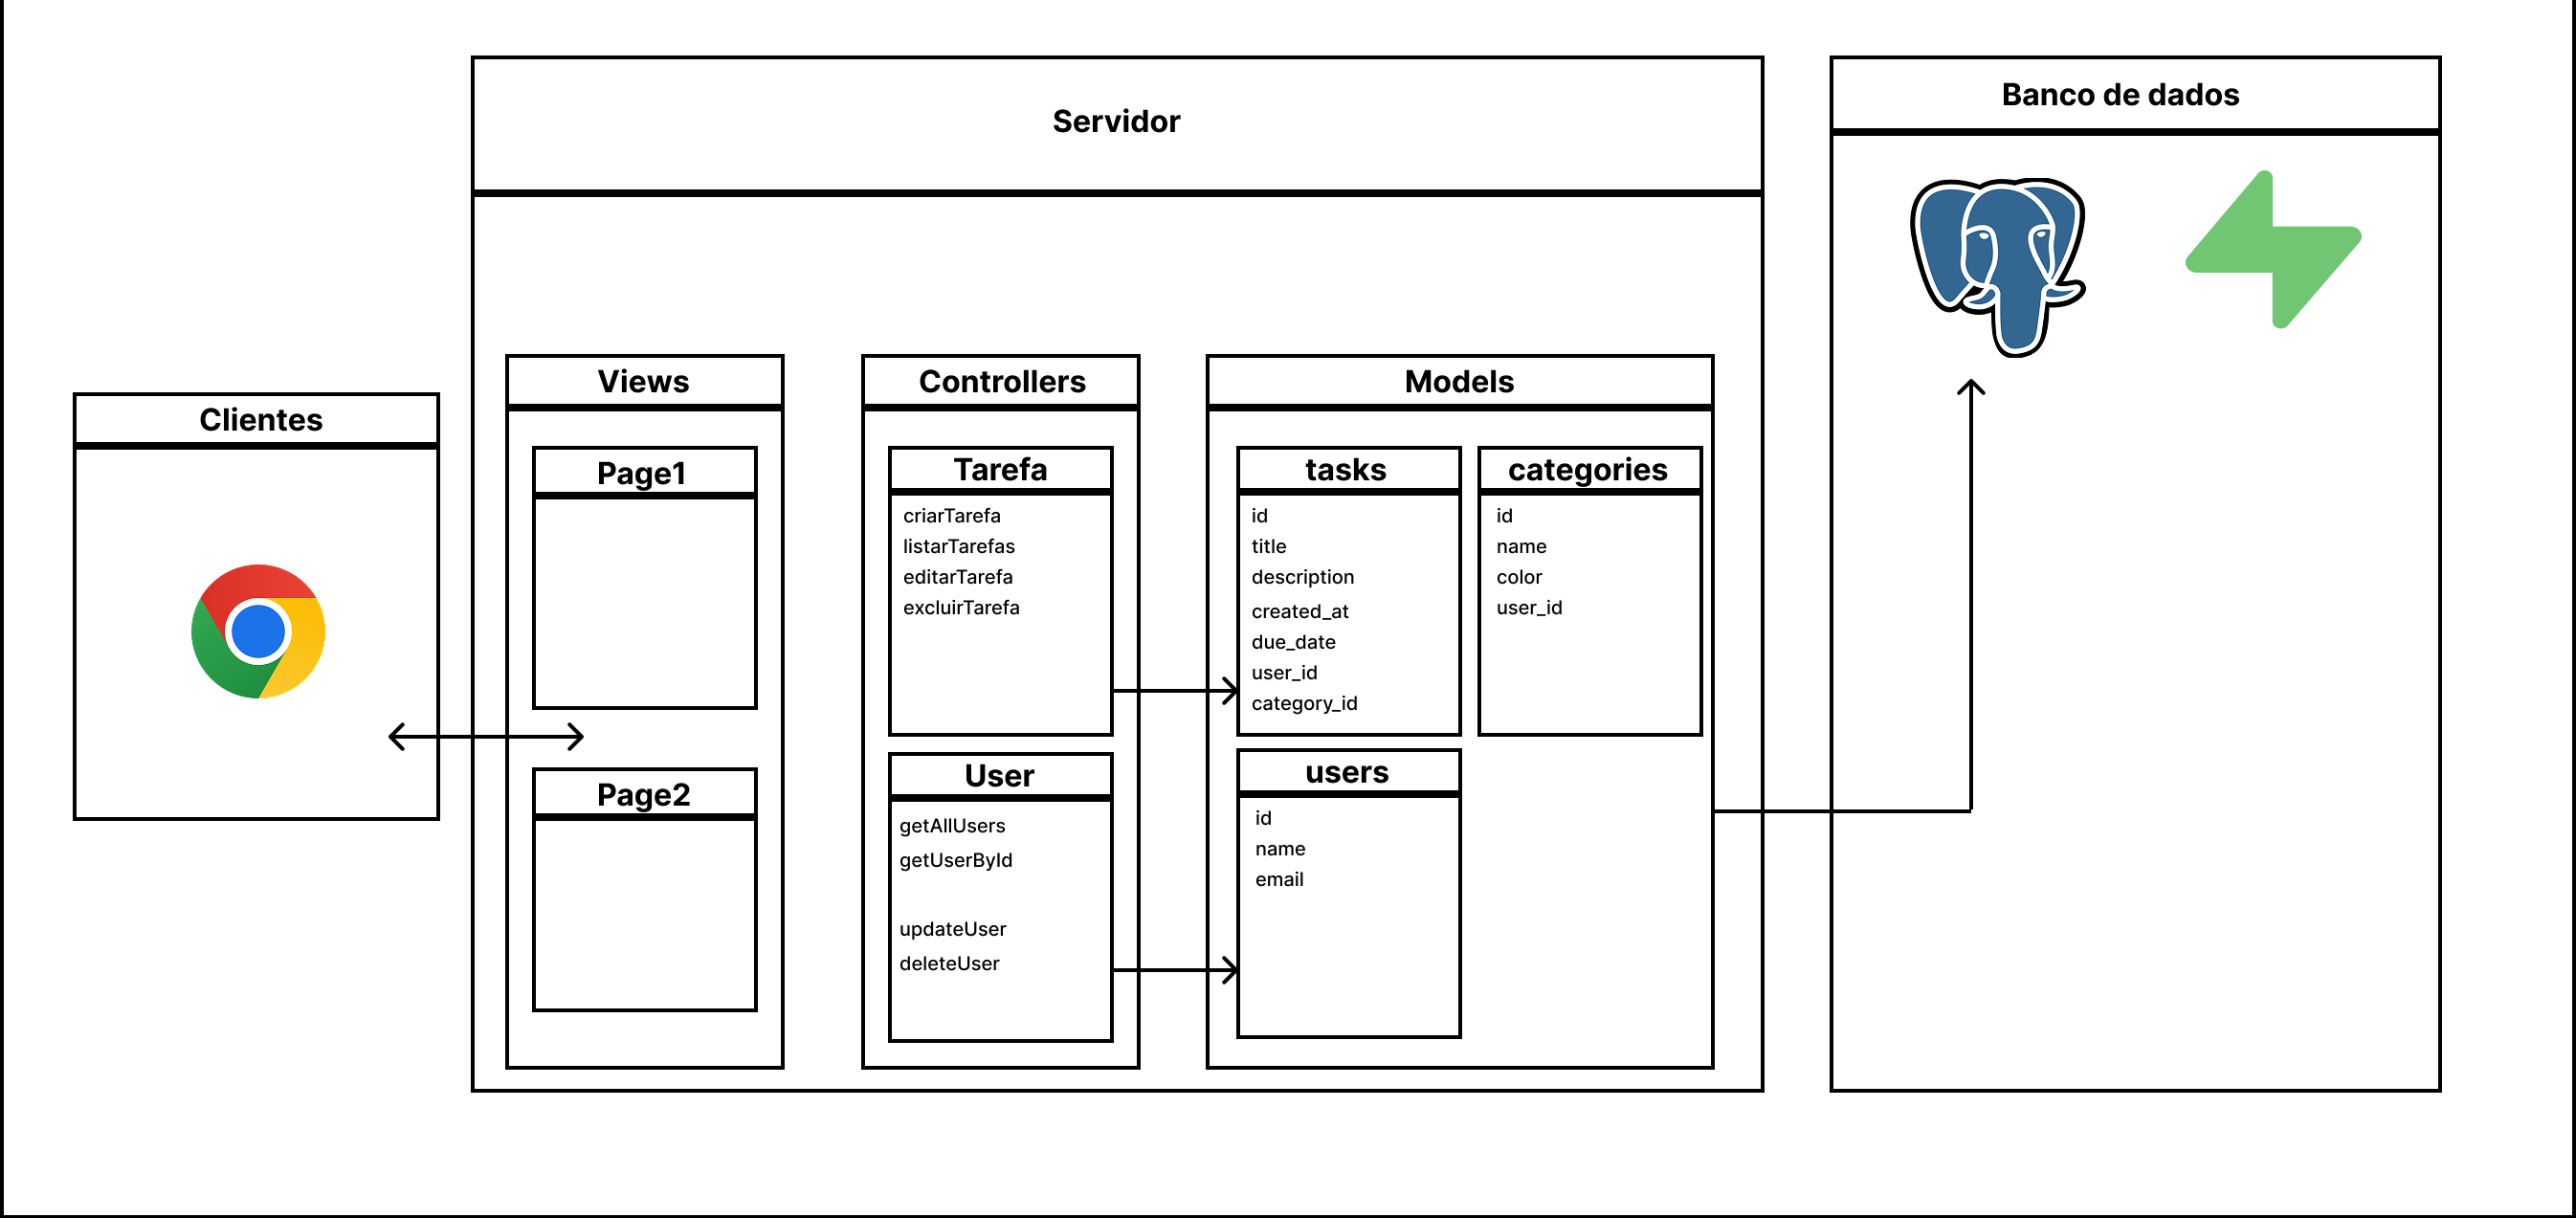 Servidor
Banco de dados
Clientes
Views
Page1
Page2
Controllers
Tarefa
criarTarefa
listarTarefas
editarTarefa
excluirTarefa
User
getAllUsers
getUserById
updateUser
deleteUser
Models
tasks
id
title
description
created_at
due_date
user_id
category_id
categories
id
name
color
user_id
users
id
name
email